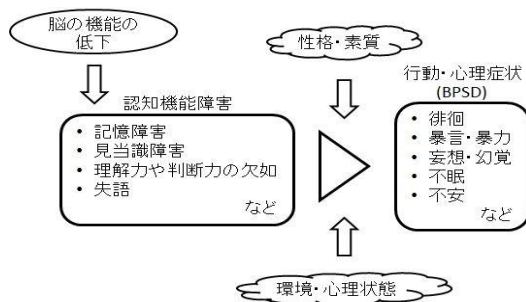 脳の機能の
低下
性格・素質
認知機能障害
• 記憶障害
• 見当識障害
• 理解力や判断力の欠如
• 失語
など
行動・心理症状
(BPSD)
• 徘徊
• 暴言・暴力
• 妄想・幻覚
• 不眠
• 不安
など
環境・心理状態